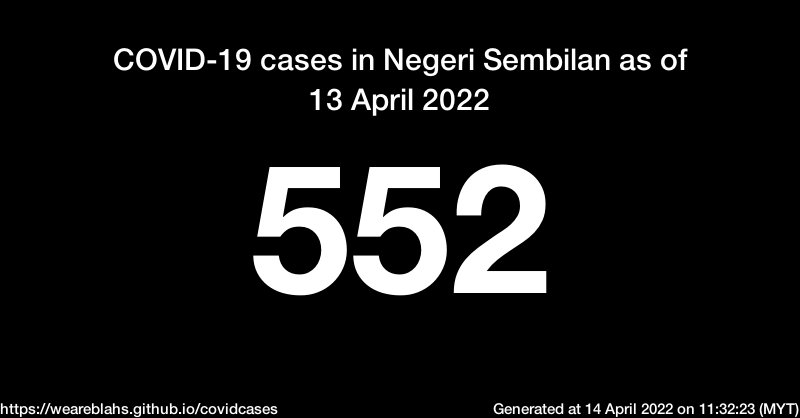 COVID-19 cases in Negeri Sembilan as of
13 April 2022
552
https://weareblahs.github.io/covidcases
Generated at 14 April 2022 on 11:32:23 (MYT)